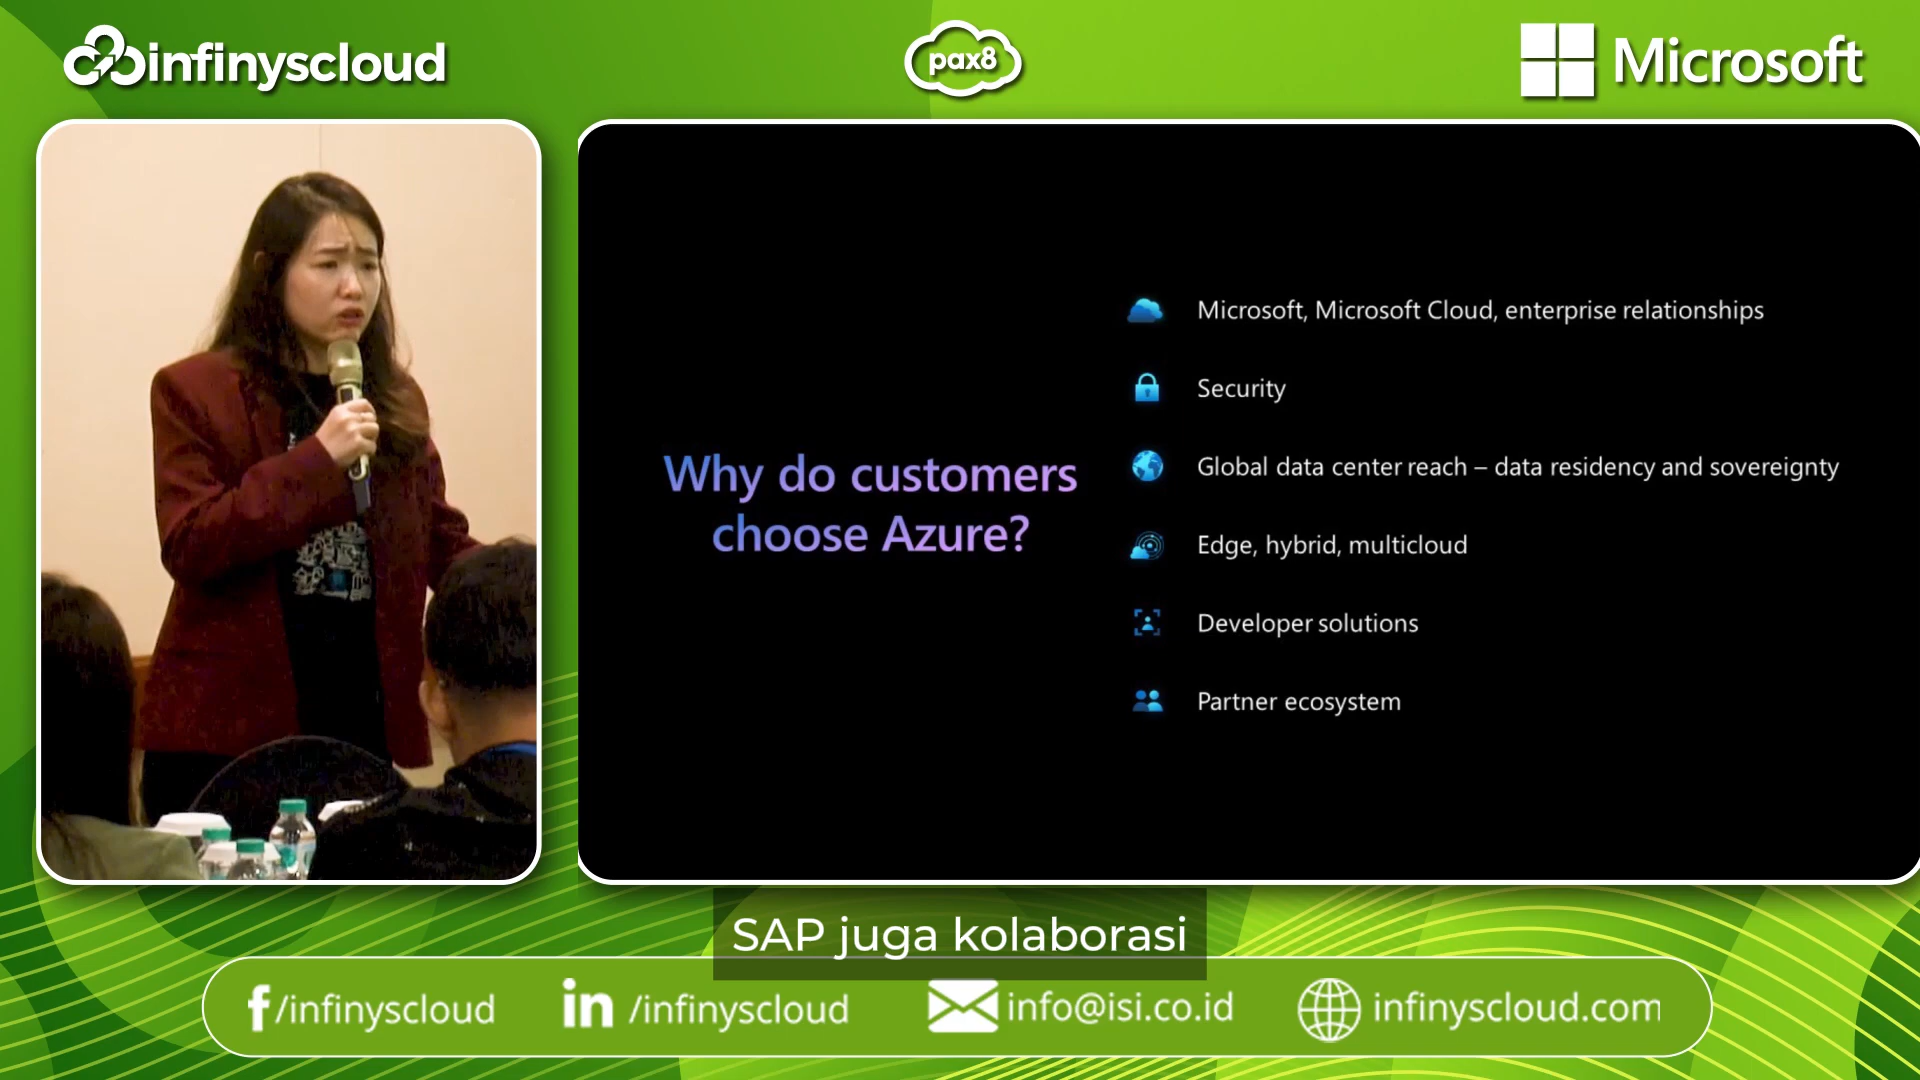 infinyscloud
pax8
Microsoft
Why do customers
choose Azure?
Microsoft, Microsoft Cloud, enterprise relationships
Security
Global data center reach – data residency and sovereignty
Edge, hybrid, multicloud
Developer solutions
Partner ecosystem
SAP juga kolaborasi
/infinyscloud
/infinyscloud
info@isi.co.id
infinyscloud.com